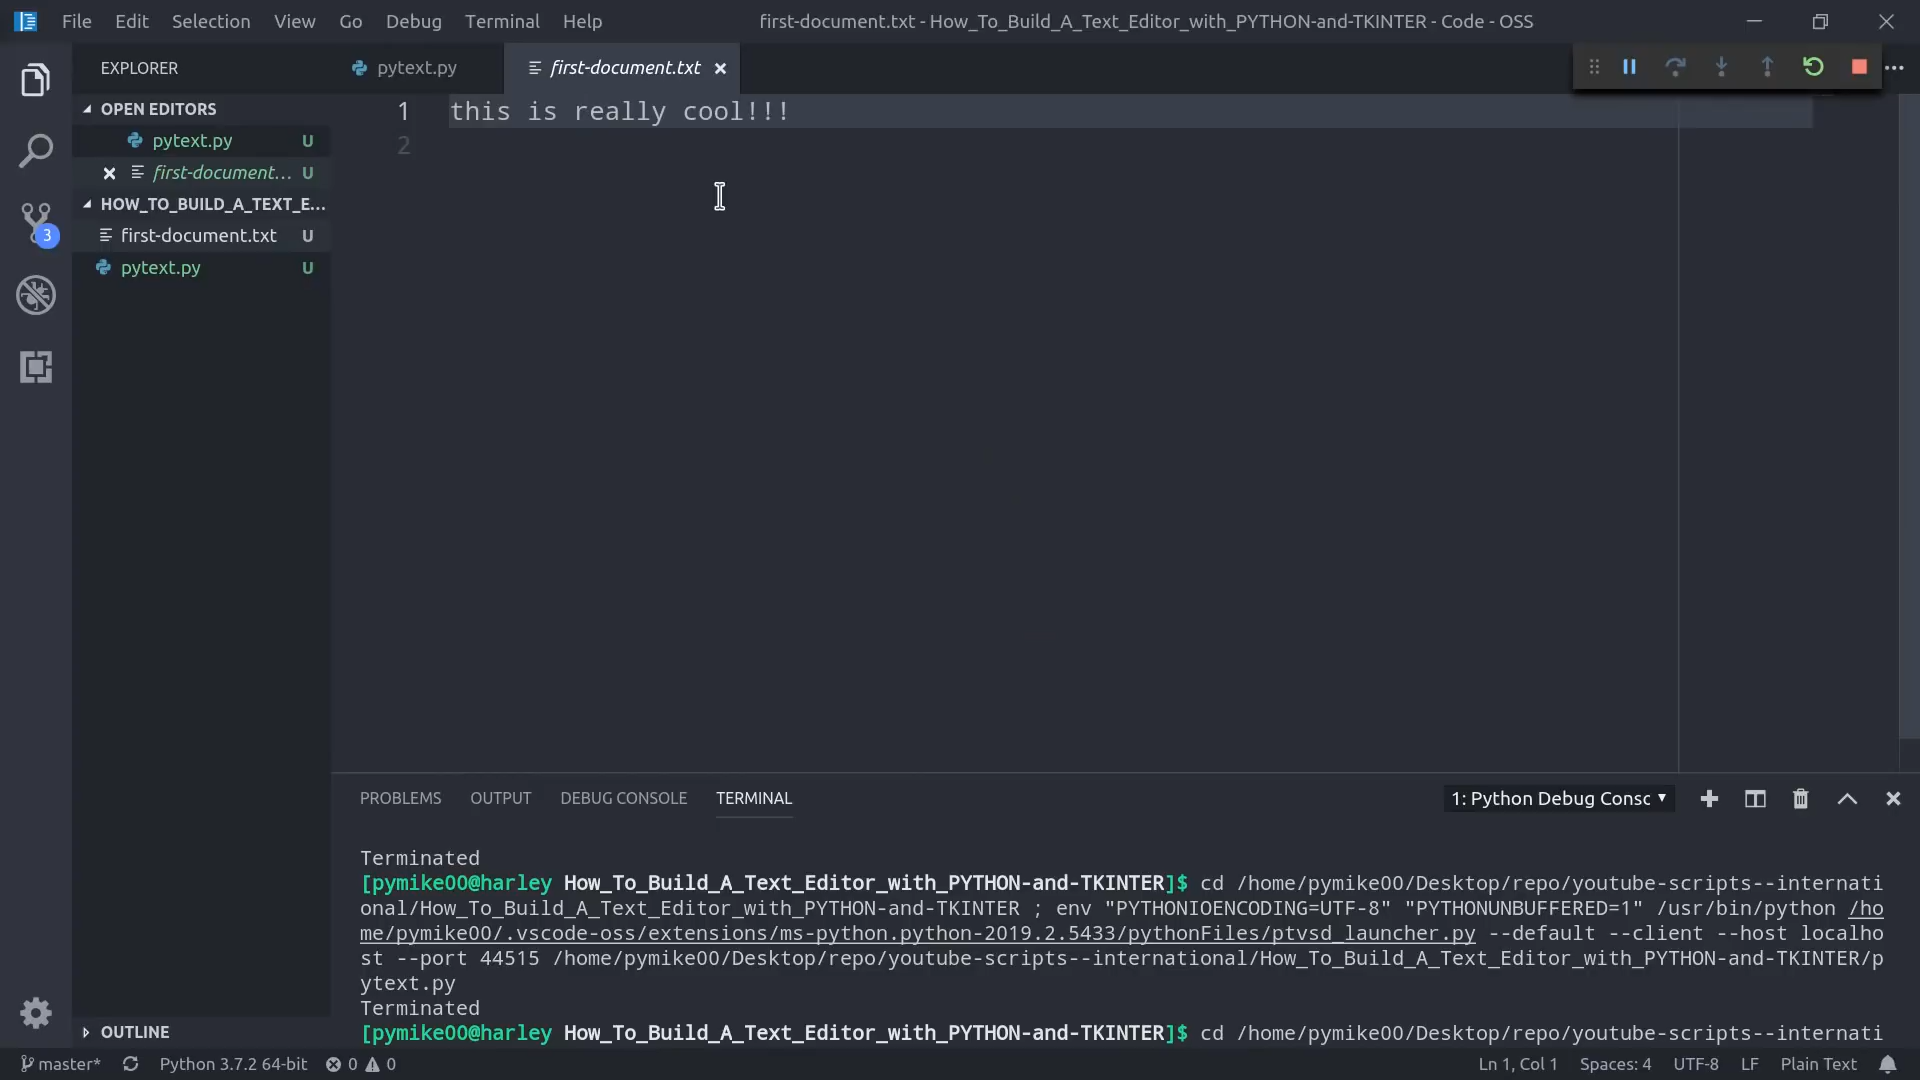 File Edit Selection View Go Debug Terminal Help first-document.txt - How_To_Build_A_Text_Editor_with_PYTHON-and-TKINTER - Code - OSS
EXPLORER pytext.py first-document.txt
OPEN EDITORS
pytext.py U
first-document... U
HOW_TO_BUILD_A_TEXT_E...
first-document.txt U
pytext.py U
3
1 this is really cool!!!
2
PROBLEMS OUTPUT DEBUG CONSOLE TERMINAL 1: Python Debug Consc
Terminated
[pymike00@harley How_To_Build_A_Text_Editor_with_PYTHON-and-TKINTER]$ cd /home/pymike00/Desktop/repo/youtube-scripts--internati
onal/How_To_Build_A_Text_Editor_with_PYTHON-and-TKINTER ; env "PYTHONIOENCODING=UTF-8" "PYTHONUNBUFFERED=1" /usr/bin/python /ho
me/pymike00/.vscode-oss/extensions/ms-python.python-2019.2.5433/pythonFiles/ptvsd_launcher.py --default --client --host localho
st --port 44515 /home/pymike00/Desktop/repo/youtube-scripts--international/How_To_Build_A_Text_Editor_with_PYTHON-and-TKINTER/p
ytext.py
Terminated
[pymike00@harley How_To_Build_A_Text_Editor_with_PYTHON-and-TKINTER]$ cd /home/pymike00/Desktop/repo/youtube-scripts--internati
OUTLINE
master* Python 3.7.2 64-bit 0 0 Ln 1, Col 1 Spaces: 4 UTF-8 LF Plain Text